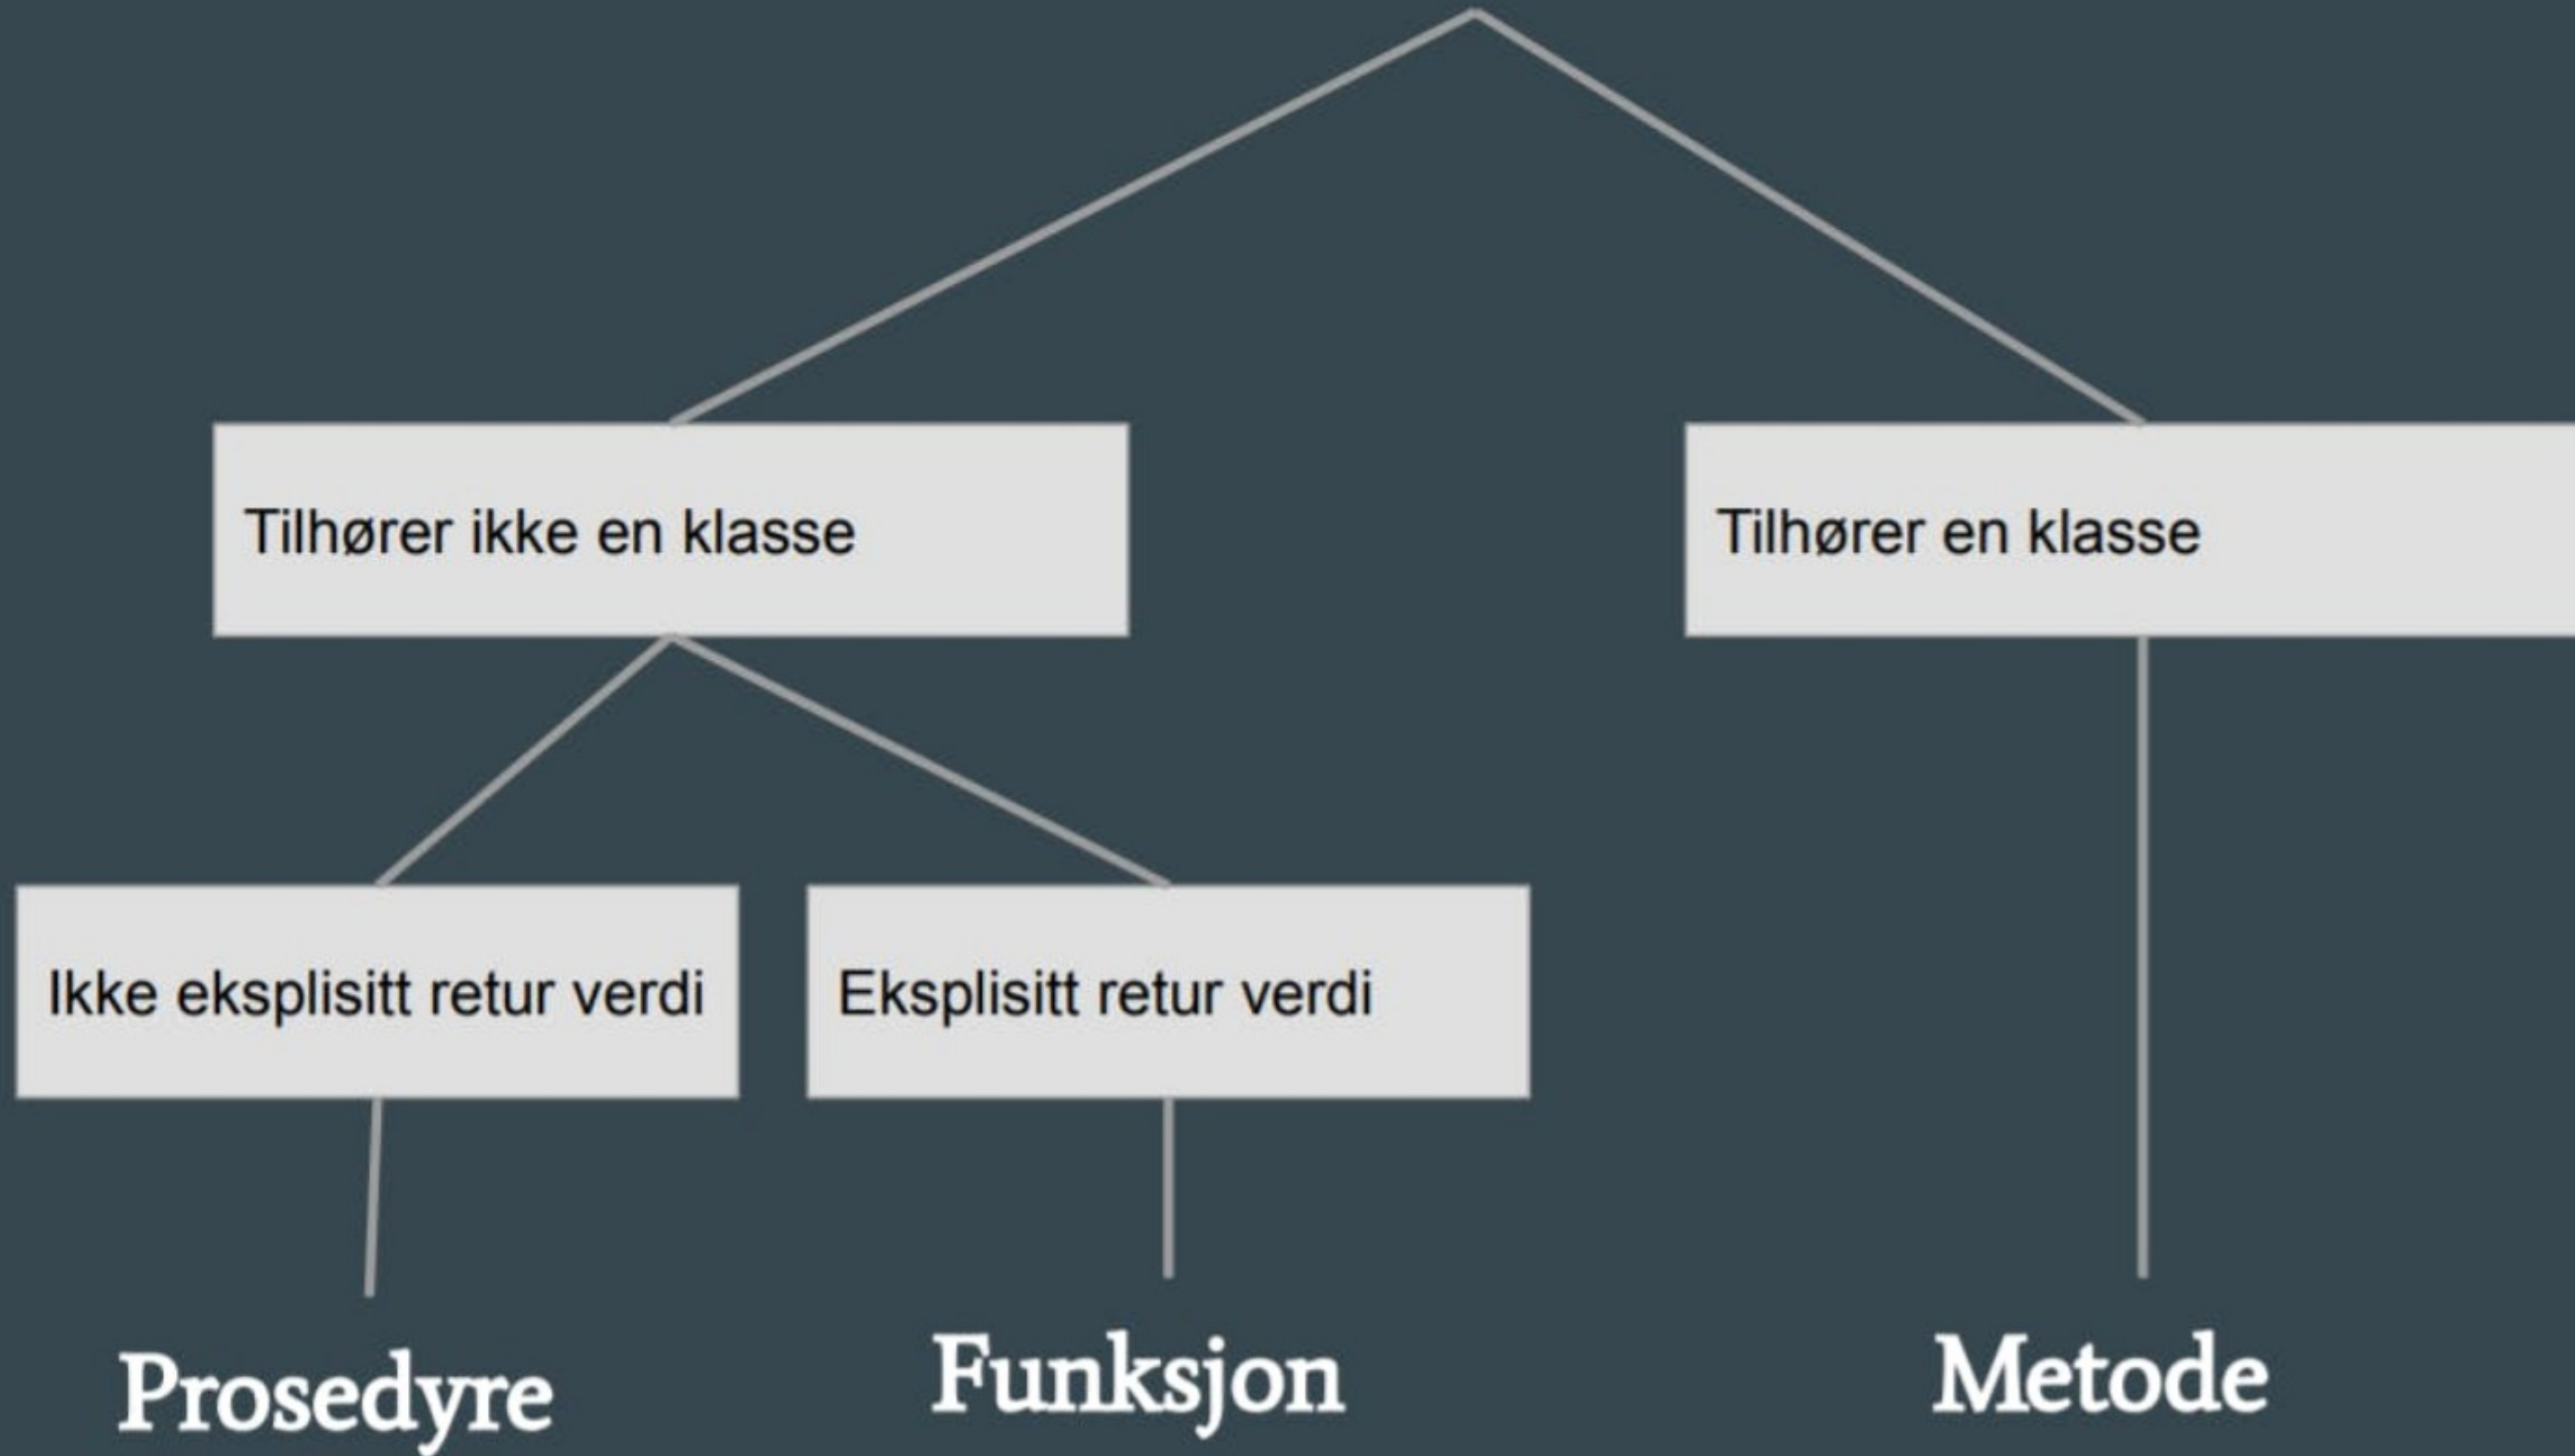 Tilhører ikke en klasse
Tilhører en klasse
Ikke eksplisitt retur verdi
Eksplisitt retur verdi
Prosedyre
Funksjon
Metode